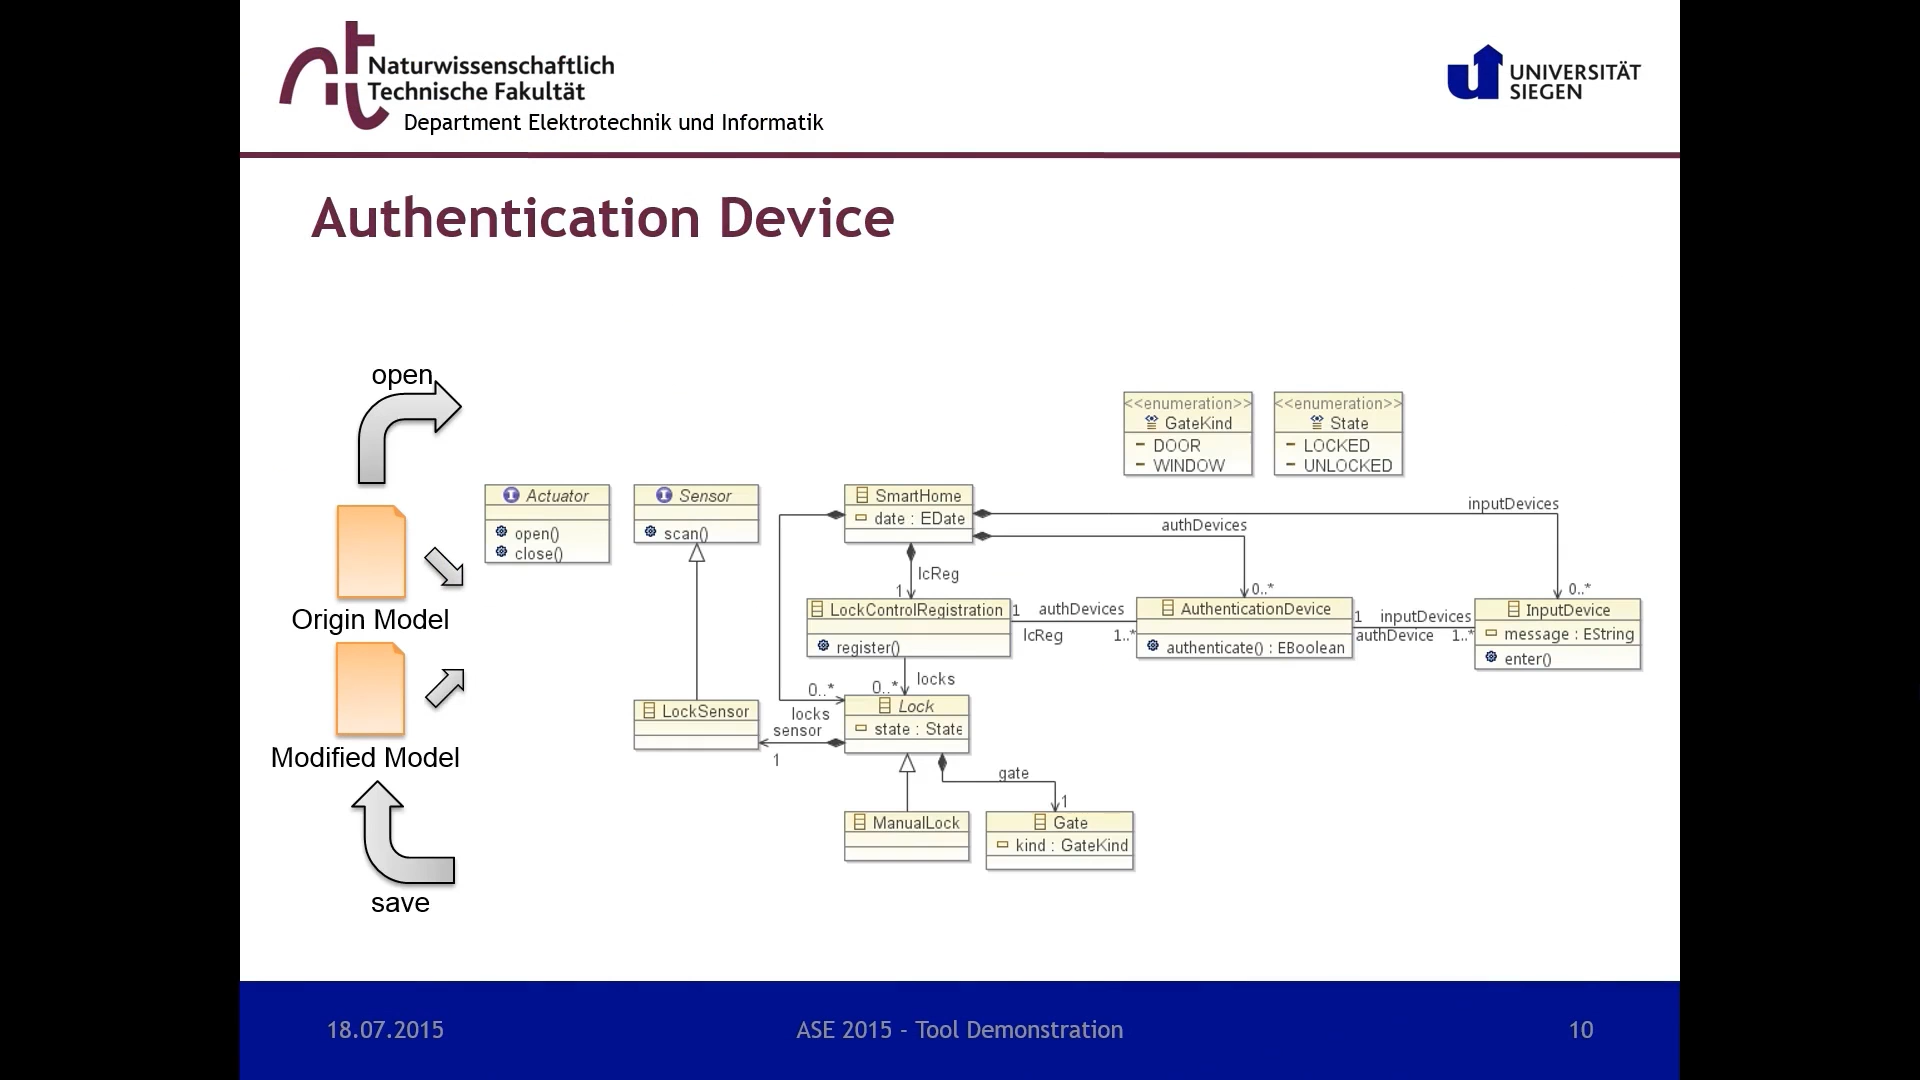 Naturwissenschaftlich
Technische Fakultät
Department Elektrotechnik und Informatik
UNIVERSITÄT
SIEGEN
Authentication Device
open
Origin Model
Modified Model
save
<<enumeration>>
GateKind
DOOR
WINDOW
<<enumeration>>
State
LOCKED
UNLOCKED
Actuator
open()
close()
Sensor
scan()
SmartHome
date : EDate
inputDevices
authDevices
lcReg
1
0..*
0..*
LockControlRegistration
register()
1 authDevices
lcReg 1..*
AuthenticationDevice
authenticate() : EBoolean
1 inputDevices
authDevice 1..*
InputDevice
message : EString
enter()
0..*
locks
0..*
locks
LockSensor
sensor
1
Lock
state : State
gate
1
ManualLock
Gate
kind : GateKind
18.07.2015
ASE 2015 - Tool Demonstration
10